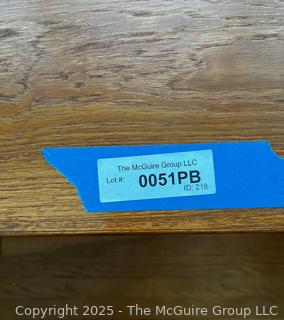 The McGuire Group LLC
Lot #: 0051PB
ID: 218
Copyright 2025 - The McGuire Group LLC